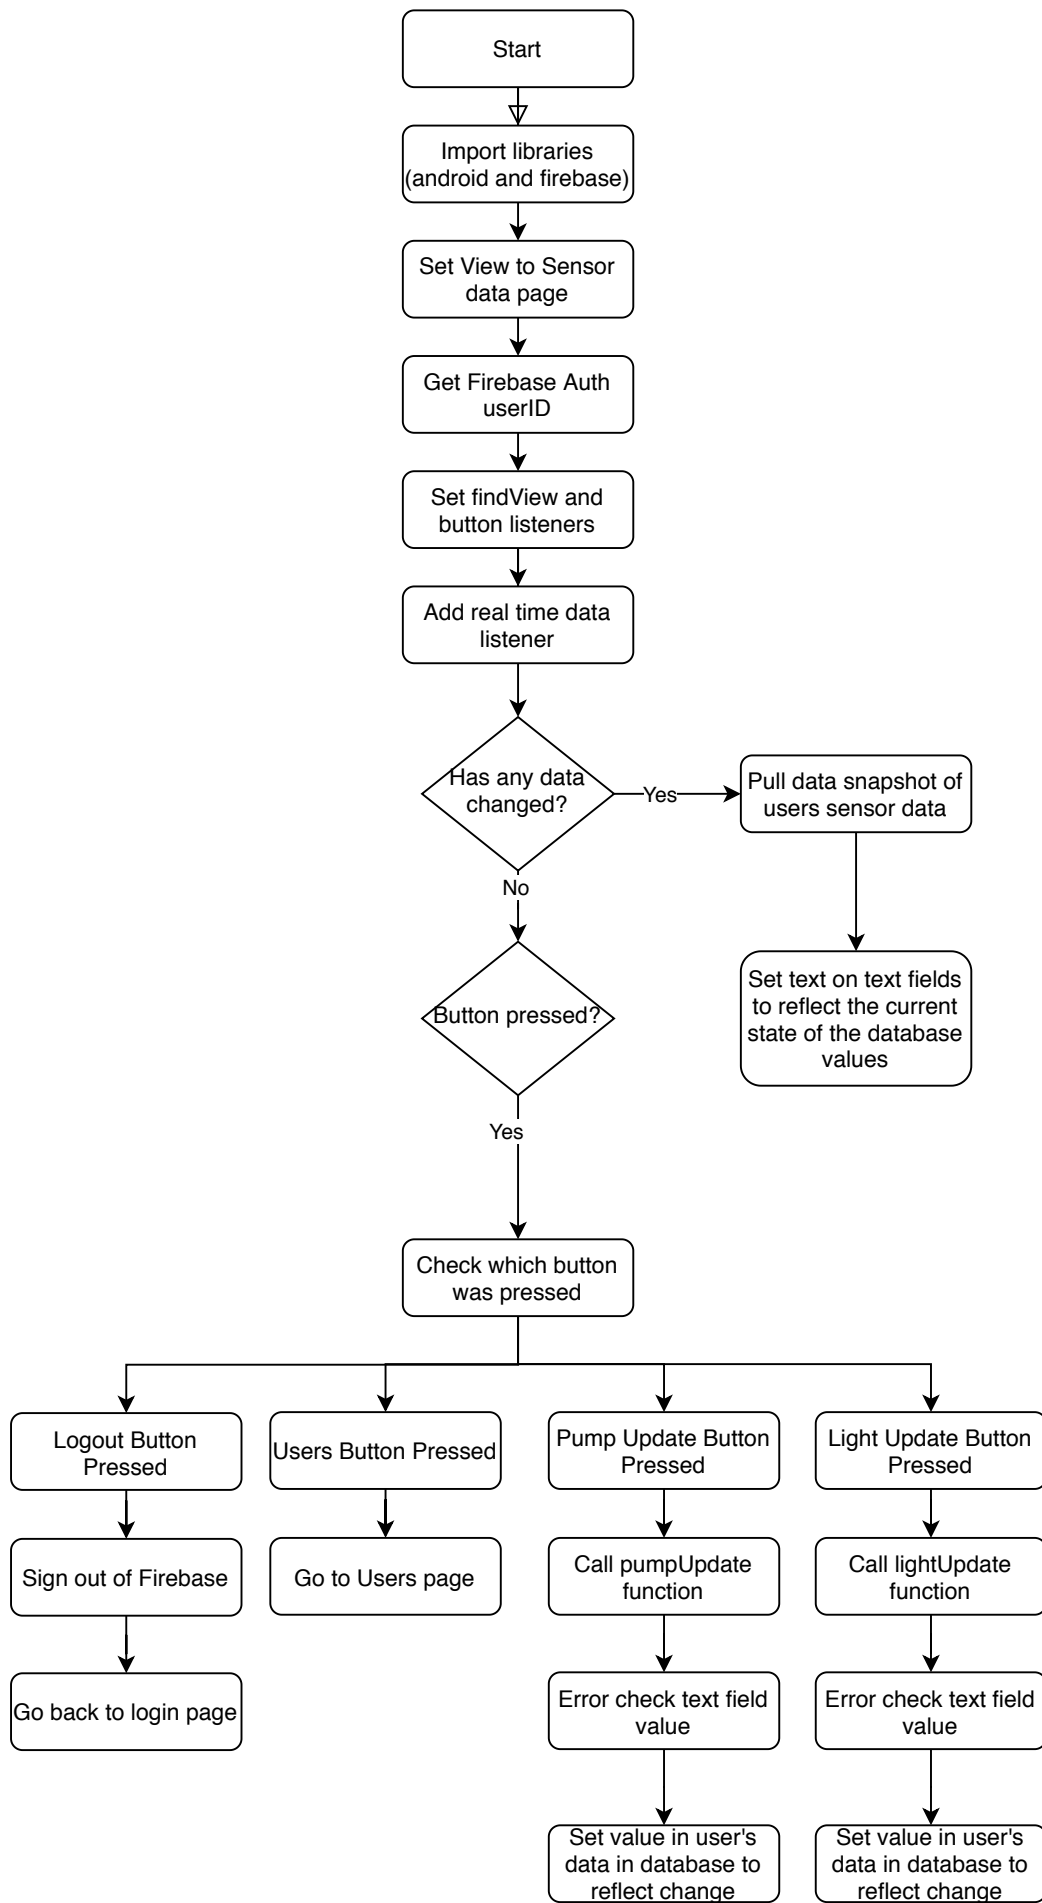 Start
Import libraries
(android and firebase)
Set View to Sensor
data page
Get Firebase Auth
userID
Set findView and
button listeners
Add real time data
listener
Has any data
changed?
Yes
Pull data snapshot of
users sensor data
No
Set text on text fields
to reflect the current
state of the database
values
Button pressed?
Yes
Check which button
was pressed
Logout Button
Pressed
Users Button Pressed
Pump Update Button
Pressed
Light Update Button
Pressed
Sign out of Firebase
Go to Users page
Call pumpUpdate
function
Call lightUpdate
function
Go back to login page
Error check text field
value
Error check text field
value
Set value in user's
data in database to
reflect change
Set value in user's
data in database to
reflect change